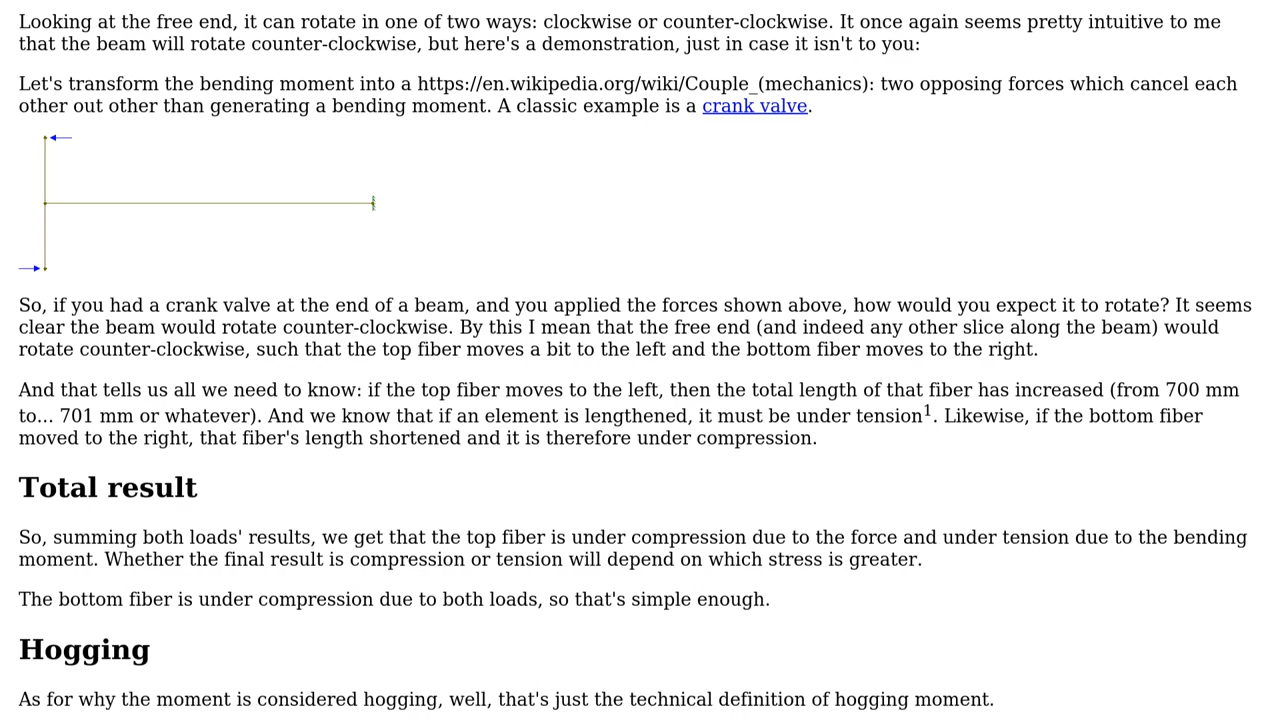 Looking at the free end, it can rotate in one of two ways: clockwise or counter-clockwise. It once again seems pretty intuitive to me
that the beam will rotate counter-clockwise, but here's a demonstration, just in case it isn't to you:
Let's transform the bending moment into a https://en.wikipedia.org/wiki/Couple_(mechanics): two opposing forces which cancel each
other out other than generating a bending moment. A classic example is a crank valve.
So, if you had a crank valve at the end of a beam, and you applied the forces shown above, how would you expect it to rotate? It seems
clear the beam would rotate counter-clockwise. By this I mean that the free end (and indeed any other slice along the beam) would
rotate counter-clockwise, such that the top fiber moves a bit to the left and the bottom fiber moves to the right.
And that tells us all we need to know: if the top fiber moves to the left, then the total length of that fiber has increased (from 700 mm
to... 701 mm or whatever). And we know that if an element is lengthened, it must be under tension1. Likewise, if the bottom fiber
moved to the right, that fiber's length shortened and it is therefore under compression.
Total result
So, summing both loads' results, we get that the top fiber is under compression due to the force and under tension due to the bending
moment. Whether the final result is compression or tension will depend on which stress is greater.
The bottom fiber is under compression due to both loads, so that's simple enough.
Hogging
As for why the moment is considered hogging, well, that's just the technical definition of hogging moment.